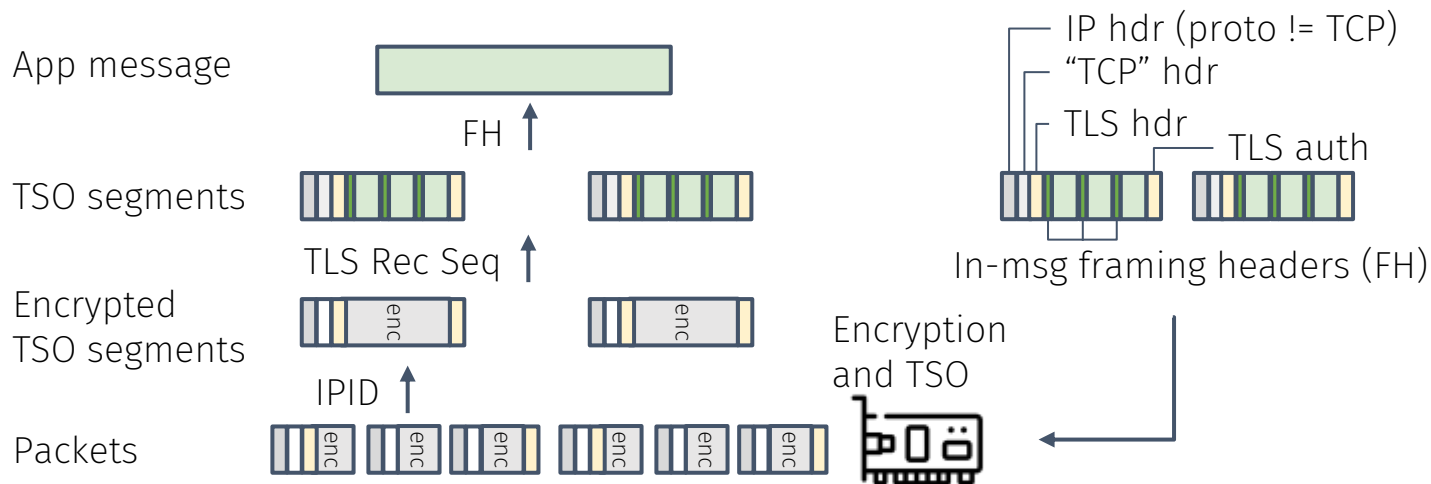 App message
FH
TSO segments
TLS Rec Seq
Encrypted
TSO segments
enc
enc
IPID
Packets
enc
enc
enc
enc
enc
enc
IP hdr (proto != TCP)
“TCP” hdr
TLS hdr
TLS auth
In-msg framing headers (FH)
Encryption
and TSO